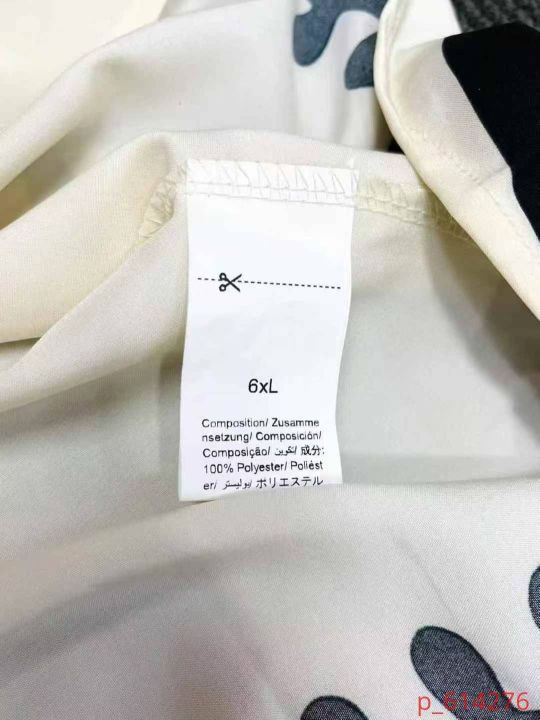 6xL
Composition/ Zusamme
nsetzung/ Composición/
Composição/ تكوين/ 成分:
100% Polyester/ Poliést
er/ بوليستر/ ポリエステル
p_614276